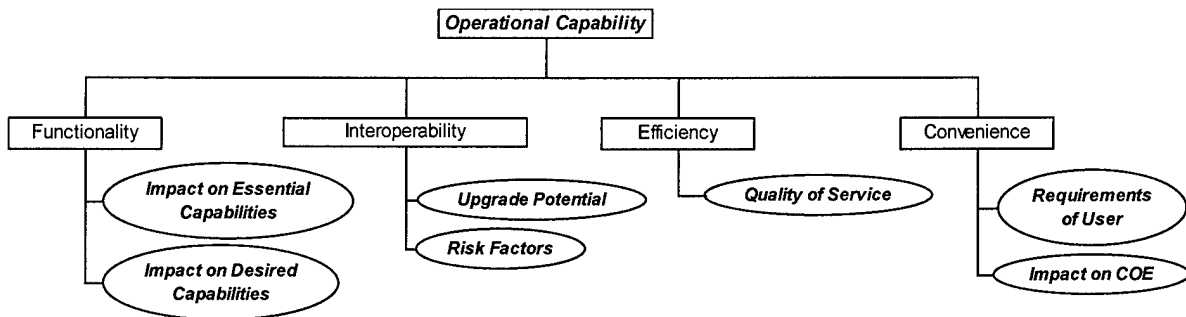 Operational Capability
Functionality
Interoperability
Efficiency
Convenience
Impact on Essential
Capabilities
Impact on Desired
Capabilities
Upgrade Potential
Risk Factors
Quality of Service
Requirements
of User
Impact on COE